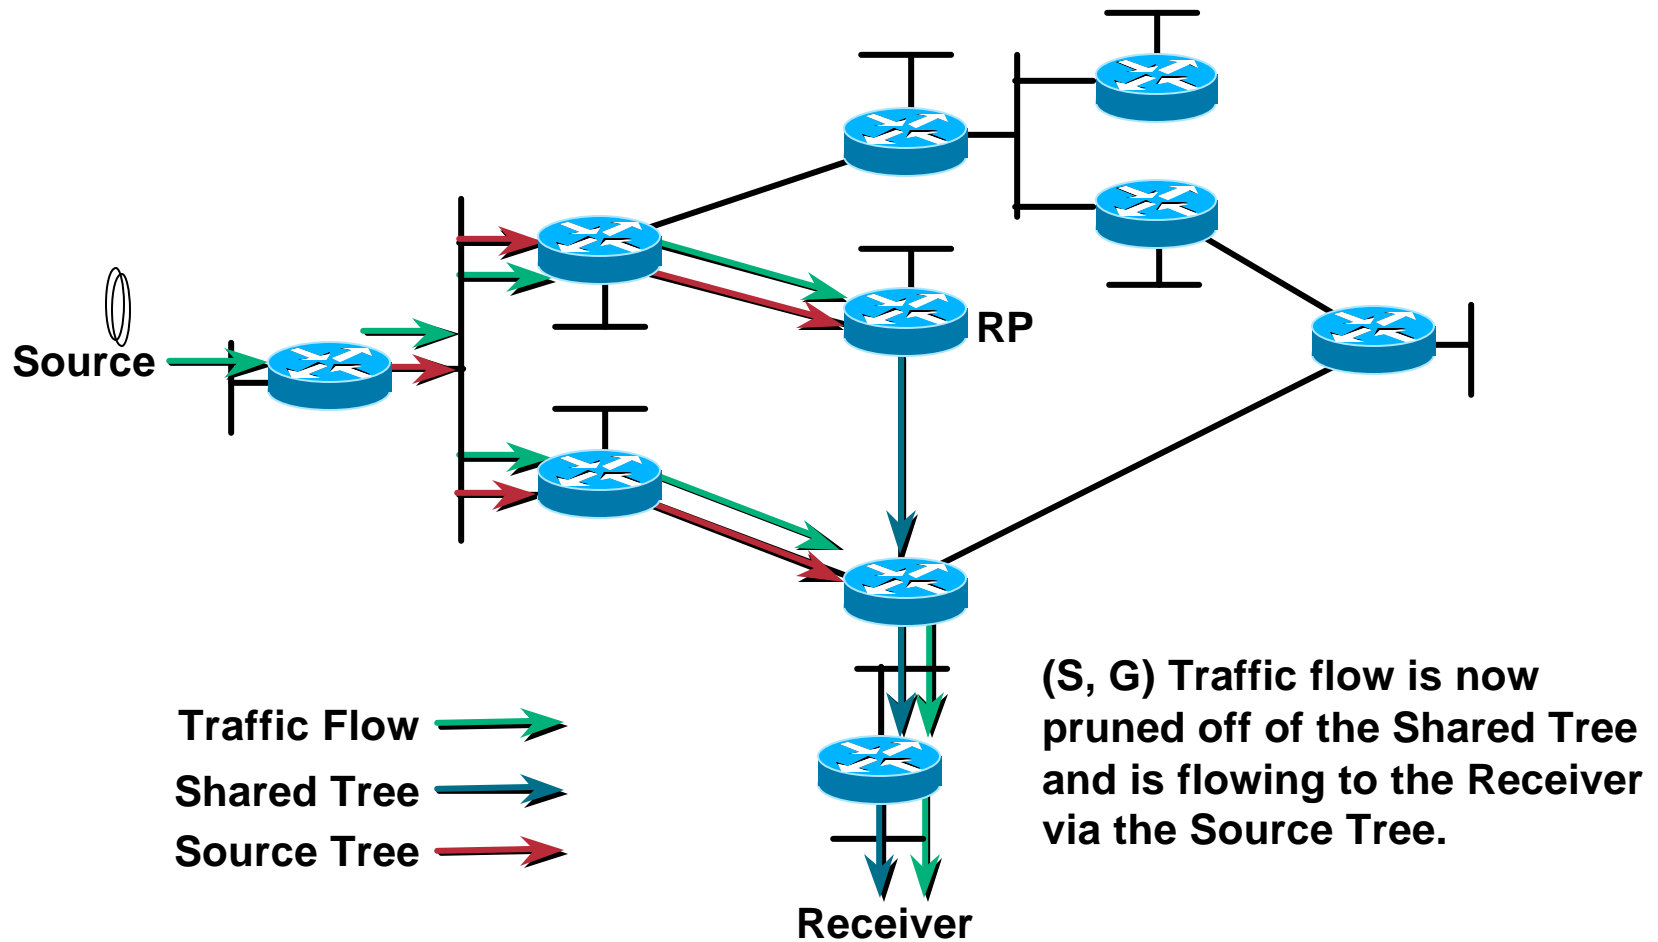 RP
Source
(S, G) Traffic flow is now
pruned off of the Shared Tree
and is flowing to the Receiver
via the Source Tree.
Traffic Flow
Shared Tree
Source Tree
Receiver